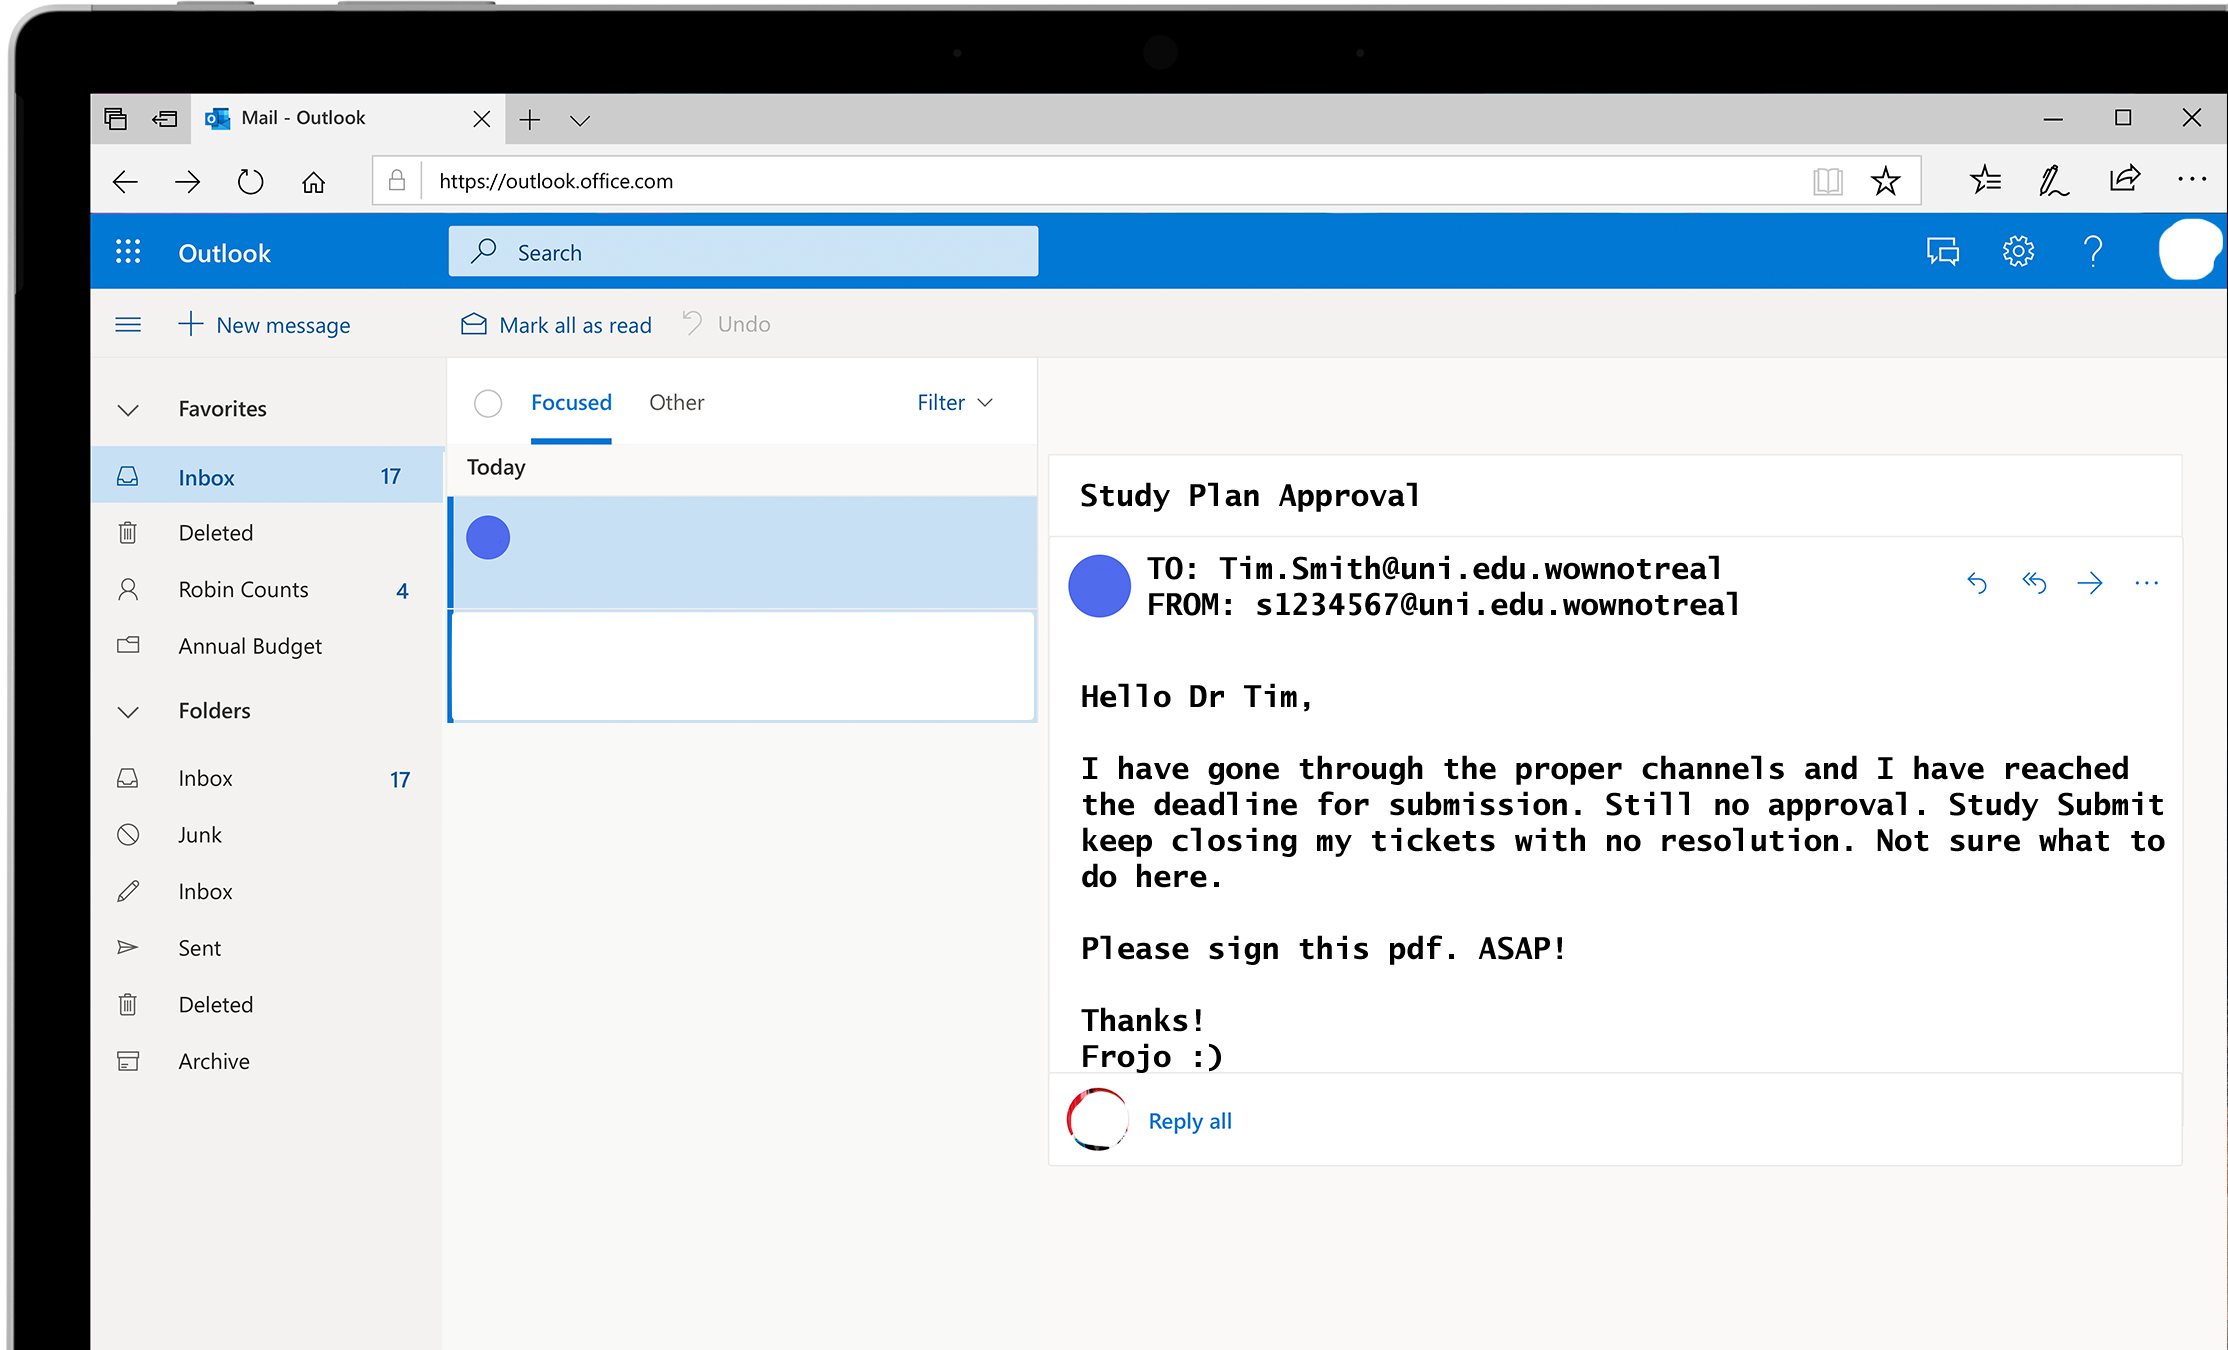 Mail - Outlook
https://outlook.office.com
Outlook
Search
New message
Mark all as read
Undo
Favorites
Inbox 17
Deleted
Robin Counts 4
Annual Budget
Folders
Inbox 17
Junk
Inbox
Sent
Deleted
Archive
Focused
Other
Filter
Today
Study Plan Approval
TO: Tim.Smith@uni.edu.wownotreal
FROM: s1234567@uni.edu.wownotreal
Hello Dr Tim,
I have gone through the proper channels and I have reached
the deadline for submission. Still no approval. Study Submit
keep closing my tickets with no resolution. Not sure what to
do here.
Please sign this pdf. ASAP!
Thanks!
Frojo :)
Reply all